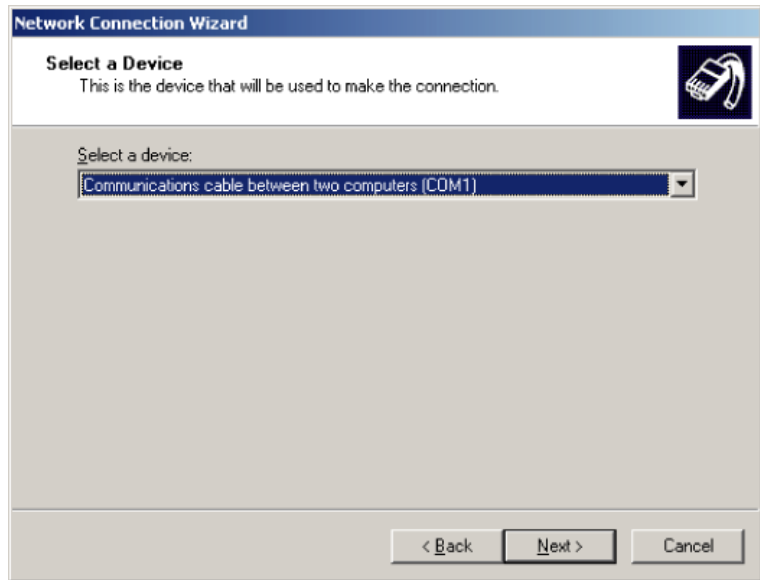 Network Connection Wizard
Select a Device
This is the device that will be used to make the connection.
Select a device:
Communications cable between two computers (COM1)
< Back
Next >
Cancel